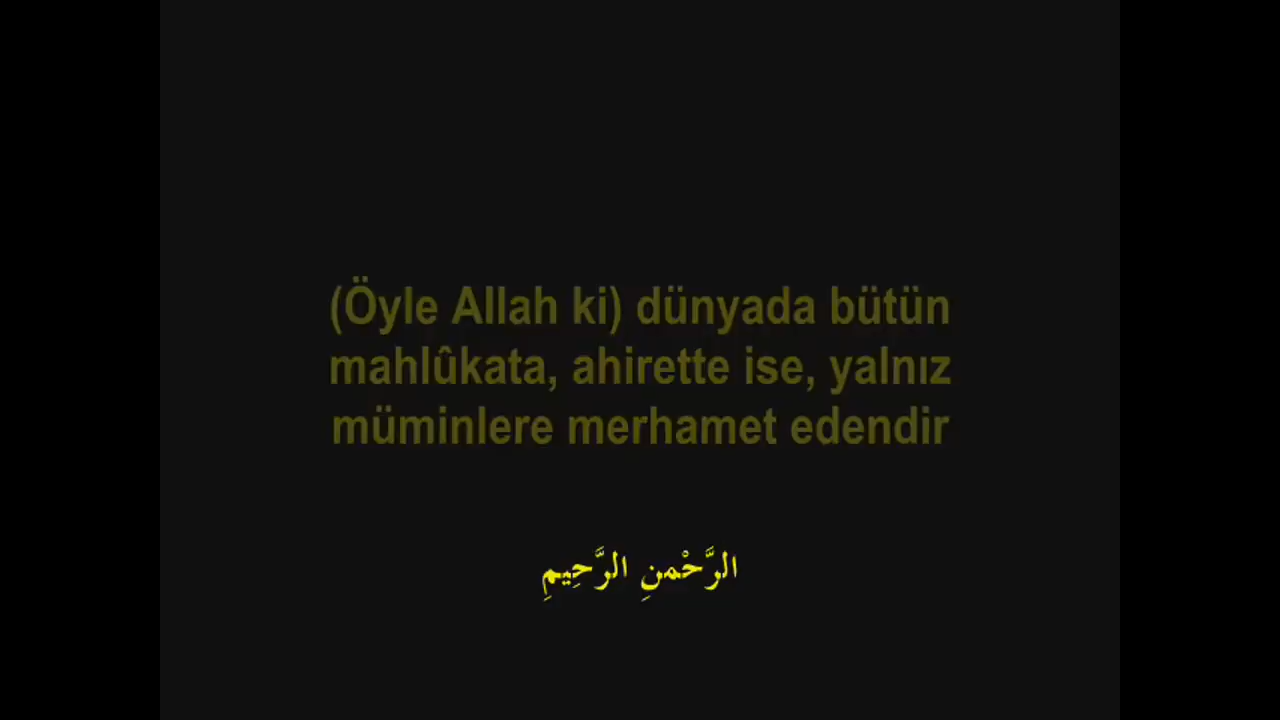 (Öyle Allah ki) dünyada bütün
mahlûkata, ahirette ise, yalnız
müminlere merhamet edendir
الرَّحْمنِ الرَّحِيمِ